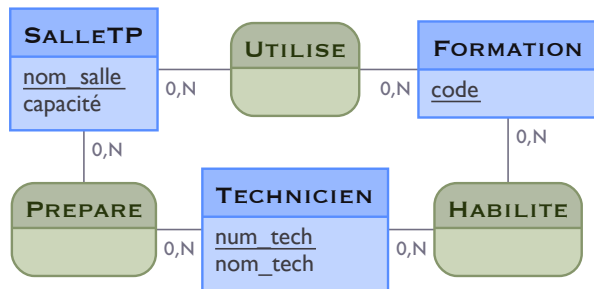 SALLETP
nom_salle
capacité
0,N
UTILISE
0,N
FORMATION
code
0,N
0,N
PREPARE
0,N
TECHNICIEN
num_tech
nom_tech
0,N
HABILITE